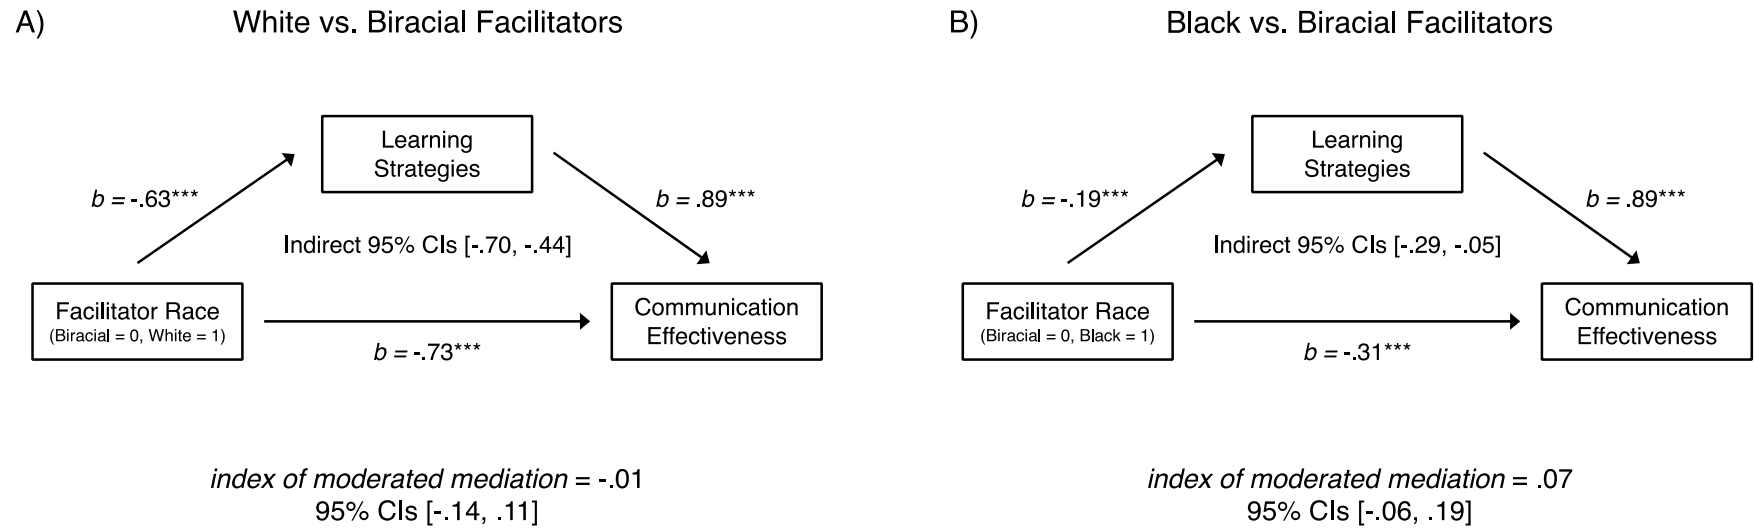 A)
White vs. Biracial Facilitators
Learning
Strategies
b = -.63***
b = .89***
Indirect 95% CIs [-.70, -.44]
Facilitator Race
(Biracial = 0, White = 1)
Communication
Effectiveness
b = -.73***
index of moderated mediation = -.01
95% CIs [-.14, .11]
B)
Black vs. Biracial Facilitators
Learning
Strategies
b = -.19***
b = .89***
Indirect 95% CIs [-.29, -.05]
Facilitator Race
(Biracial = 0, Black = 1)
Communication
Effectiveness
b = -.31***
index of moderated mediation = .07
95% CIs [-.06, .19]